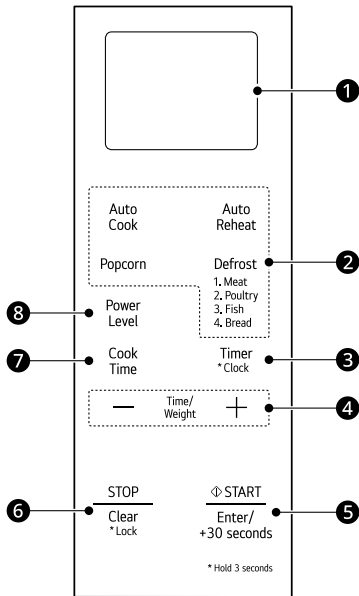 1
Auto
Cook
Auto
Reheat
Popcorn
Defrost
2
1. Meat
2. Poultry
3. Fish
4. Bread
8
Power
Level
7
Cook
Time
Timer
* Clock
3
— Time/
Weight +
4
6
STOP
START
5
Clear
* Lock
Enter/
+30 seconds
* Hold 3 seconds